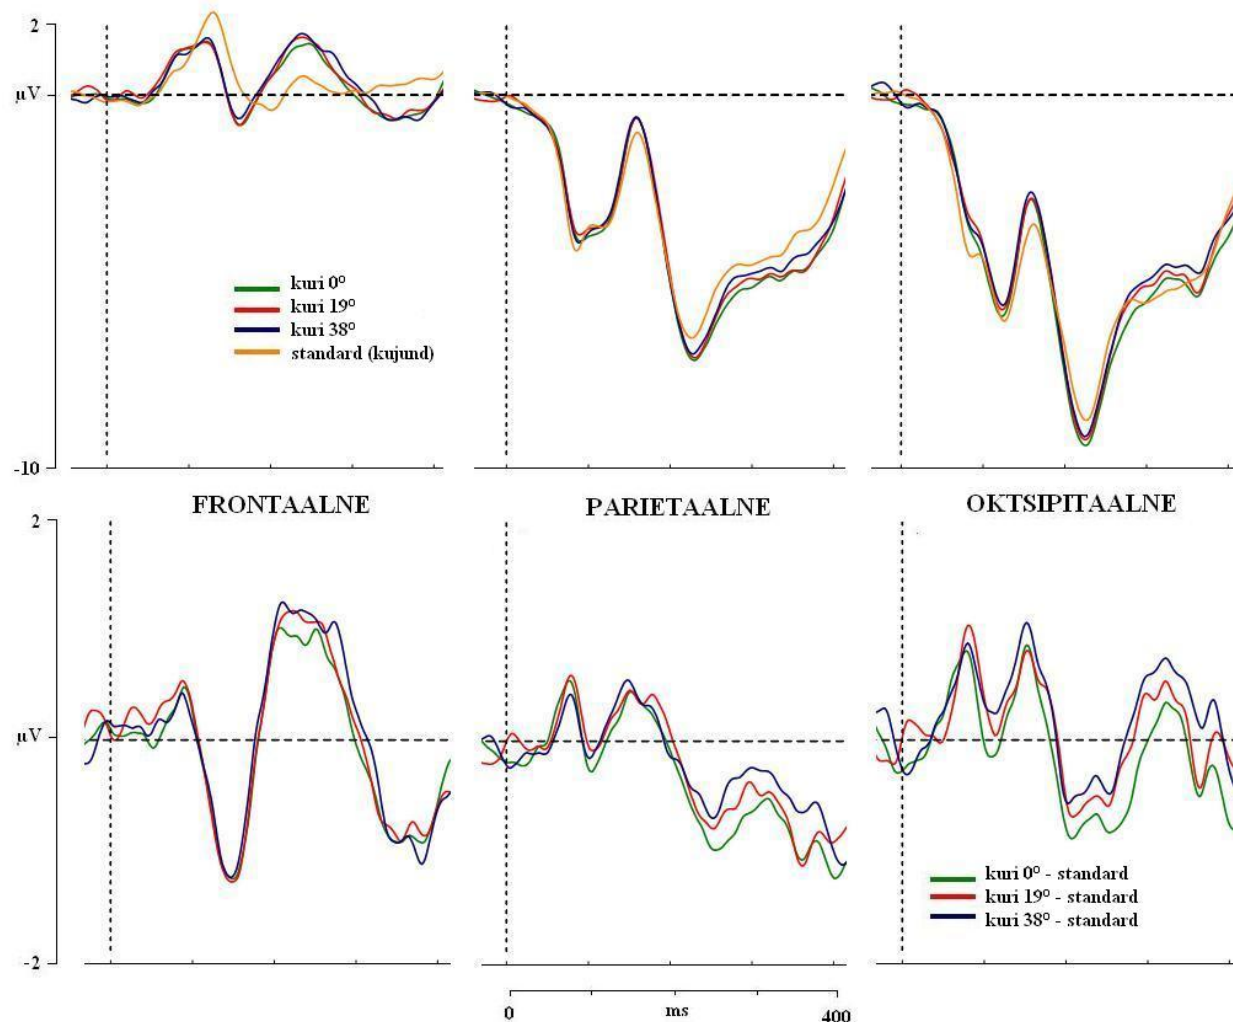 2
μV
-10
kuri 0°
kuri 19°
kuri 38°
standard (kujund)
FRONTAALNE
PARIETAALNE
OKTSIPITAALNE
2
μV
-2
kuri 0° - standard
kuri 19° - standard
kuri 38° - standard
0
ms
400